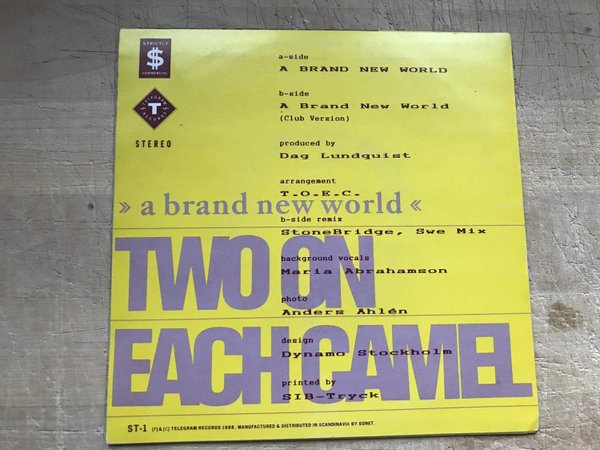 STRICTLY
$
COMMERCIAL
TELEGRAM
T
RECORDS
STEREO
a-side
A BRAND NEW WORLD
b-side
A Brand New World
(Club Version)
produced by
Dag Lundquist
arrangement
T.O.E.C.
» a brand new world «
b-side remix
StoneBridge, Swe Mix
TWO ON
background vocals
Maria Abrahamson
photo
Anders Ahlén
EACH CAMEL
design
Dynamo Stockholm
printed by
SIB-Tryck
ST-1 (P) & (C) TELEGRAM RECORDS 1988. MANUFACTURED & DISTRIBUTED IN SCANDINAVIA BY SONET.